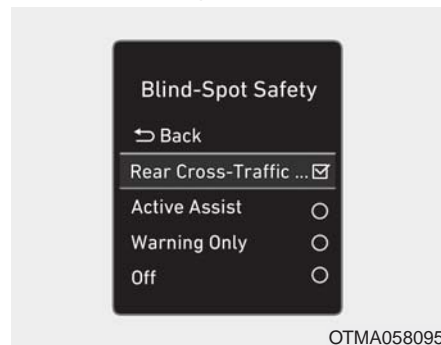 Blind-Spot Safety
Back
Rear Cross-Traffic ...
Active Assist
Warning Only
Off
OTMA058095